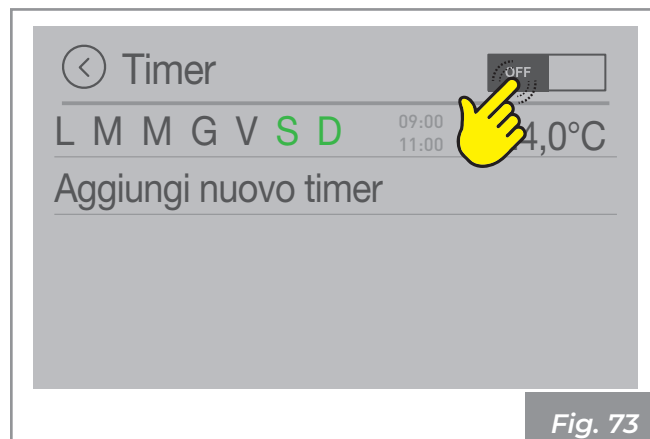 Timer
OFF
L M M G V S D
09:00
11:00
4,0°C
Aggiungi nuovo timer
Fig. 73